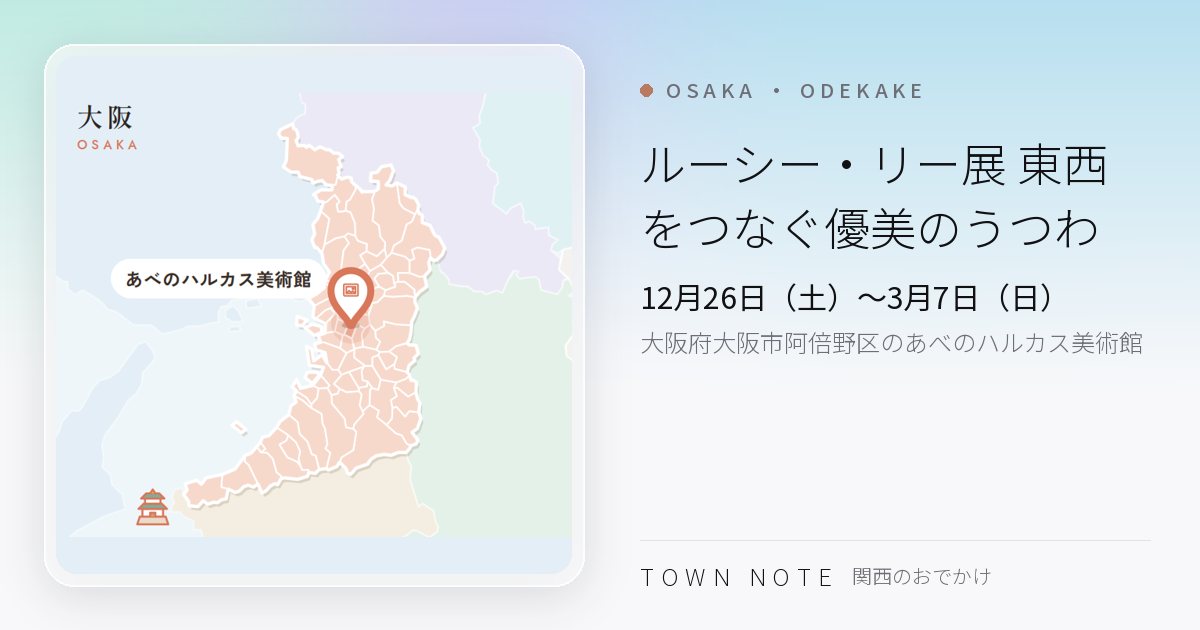 大阪
OSAKA
あべのハルカス美術館
OSAKA ・ ODEKAKE
ルーシー・リー展 東西
をつなぐ優美のうつわ
12月26日（土）〜3月7日（日）
大阪府大阪市阿倍野区のあべのハルカス美術館
TOWN NOTE 関西のおでかけ